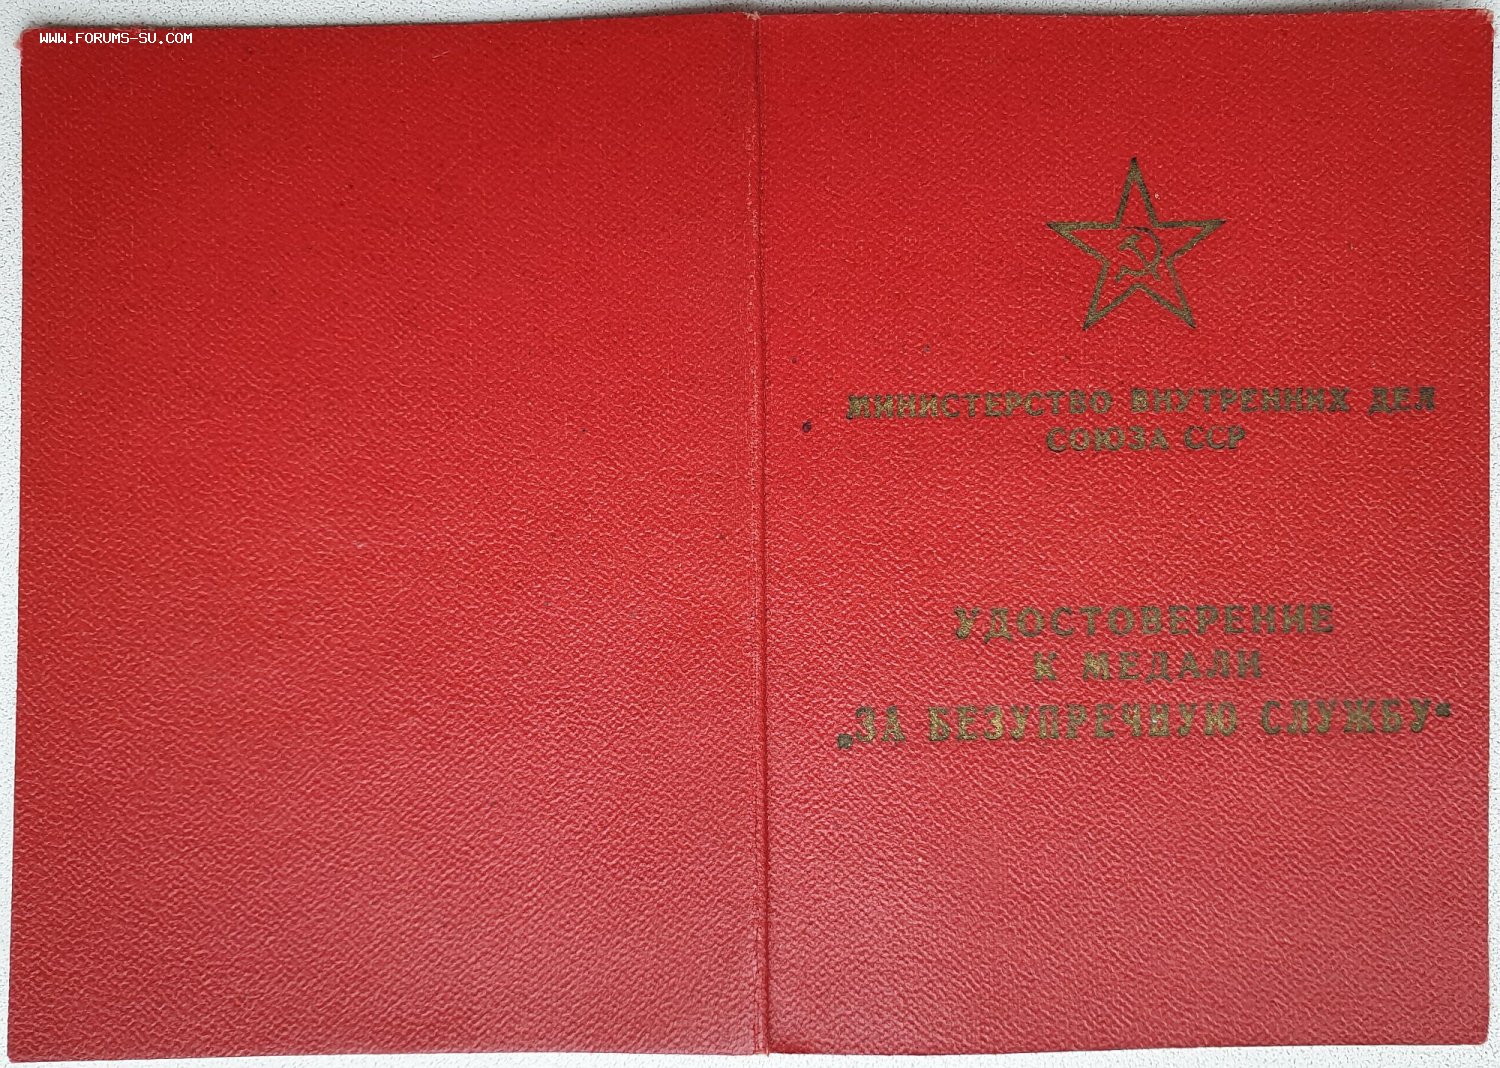 WWW.FORUMS-SU.COM
МИНИСТЕРСТВО ВНУТРЕННИХ ДЕЛ
СОЮЗА ССР
УДОСТОВЕРЕНИЕ
К МЕДАЛИ
„ЗА БЕЗУПРЕЧНУЮ СЛУЖБУ“